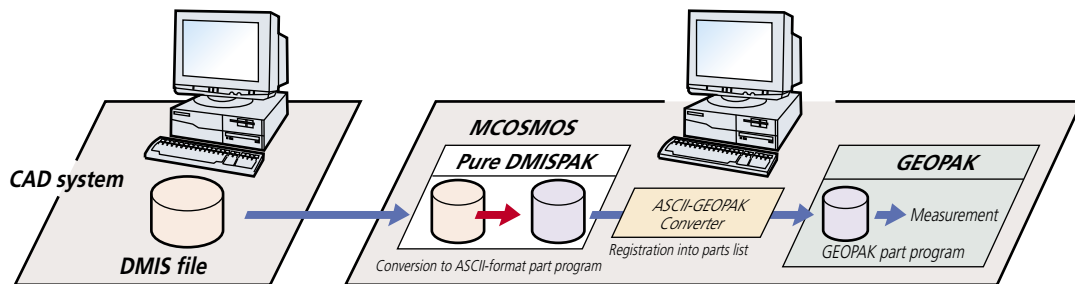 CAD system
DMIS file
MCOSMOS
Pure DMISPAK
Conversion to ASCII-format part program
ASCII-GEOPAK
Converter
Registration into parts list
GEOPAK
Measurement
GEOPAK part program